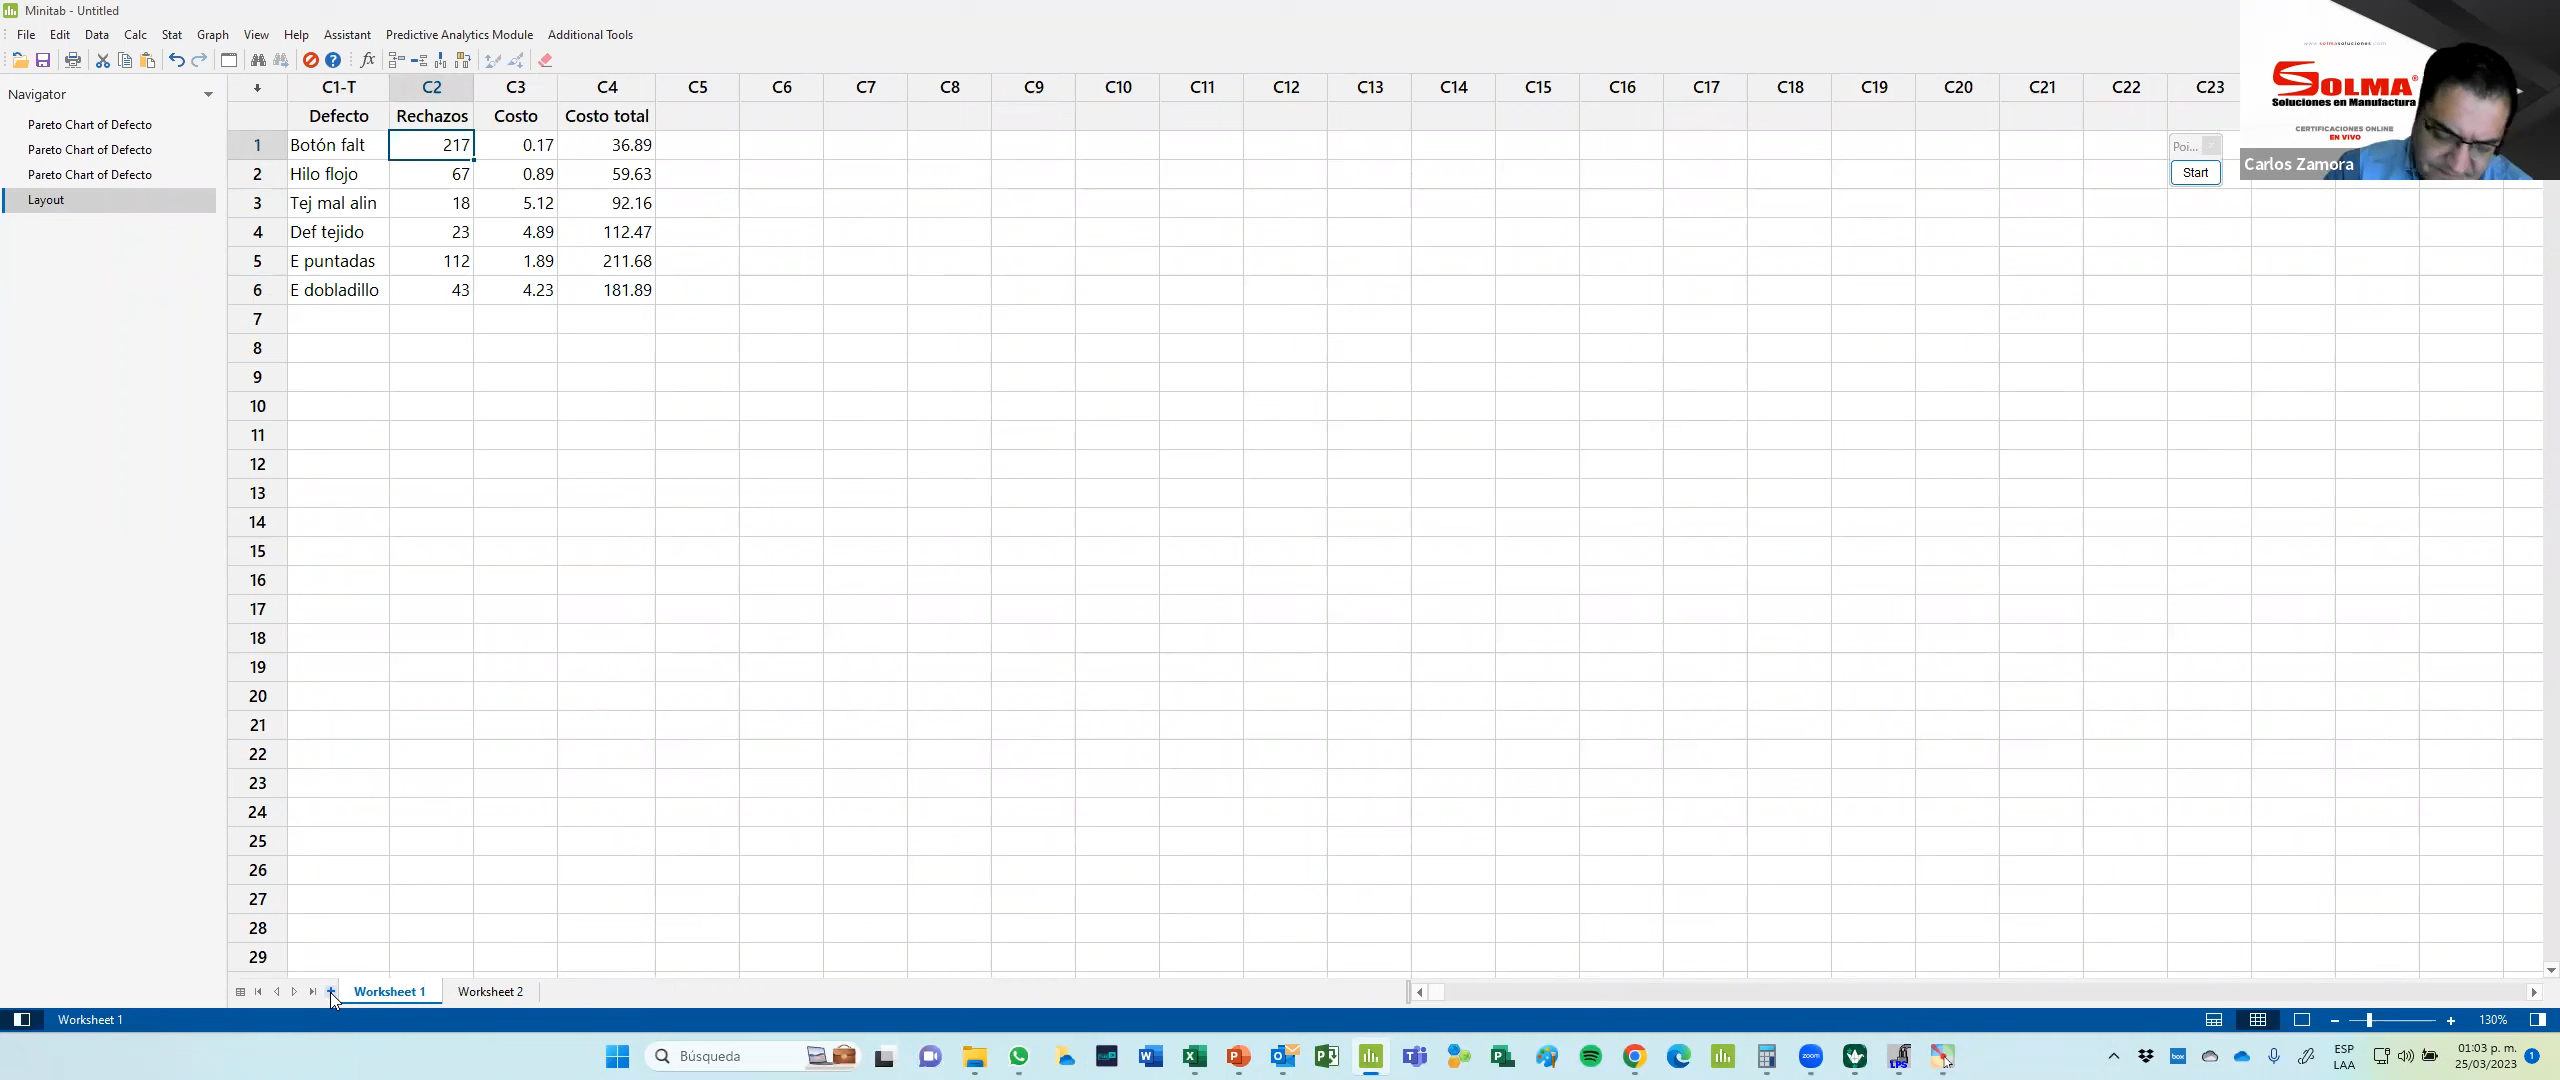 Minitab - Untitled
File Edit Data Calc Stat Graph View Help Assistant Predictive Analytics Module Additional Tools
Navigator
Pareto Chart of Defecto
Pareto Chart of Defecto
Pareto Chart of Defecto
Layout
C1-T C2 C3 C4 C5 C6 C7 C8 C9 C10 C11 C12 C13 C14 C15 C16 C17 C18 C19 C20 C21 C22 C23
Defecto Rechazos Costo Costo total
1 Botón falt 217 0.17 36.89
2 Hilo flojo 67 0.89 59.63
3 Tej mal alin 18 5.12 92.16
4 Def tejido 23 4.89 112.47
5 E puntadas 112 1.89 211.68
6 E dobladillo 43 4.23 181.89
7
8
9
10
11
12
13
14
15
16
17
18
19
20
21
22
23
24
25
26
27
28
29
www.solmasoluciones.com
SOLMA®
Soluciones en Manufactura
CERTIFICACIONES ONLINE
EN VIVO
Carlos Zamora
Poi...
Start
Worksheet 1 Worksheet 2
Worksheet 1
130%
Búsqueda
zoom
LPS
box
ESP
LAA
01:03 p. m.
25/03/2023
1